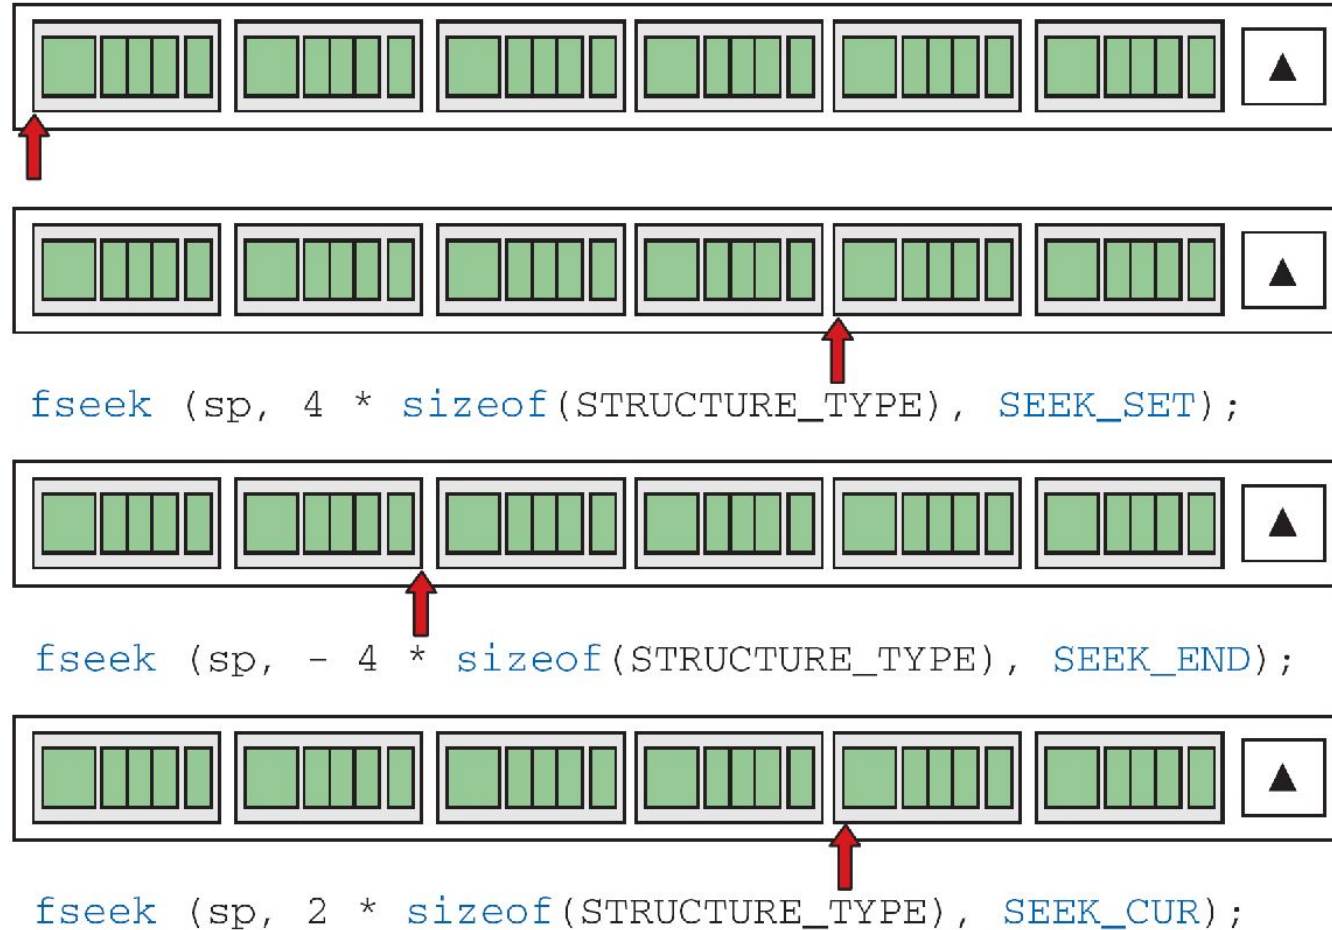 fseek (sp, 4 * sizeof(STRUCTURE_TYPE), SEEK_SET);
fseek (sp, - 4 * sizeof(STRUCTURE_TYPE), SEEK_END);
fseek (sp, 2 * sizeof(STRUCTURE_TYPE), SEEK_CUR);